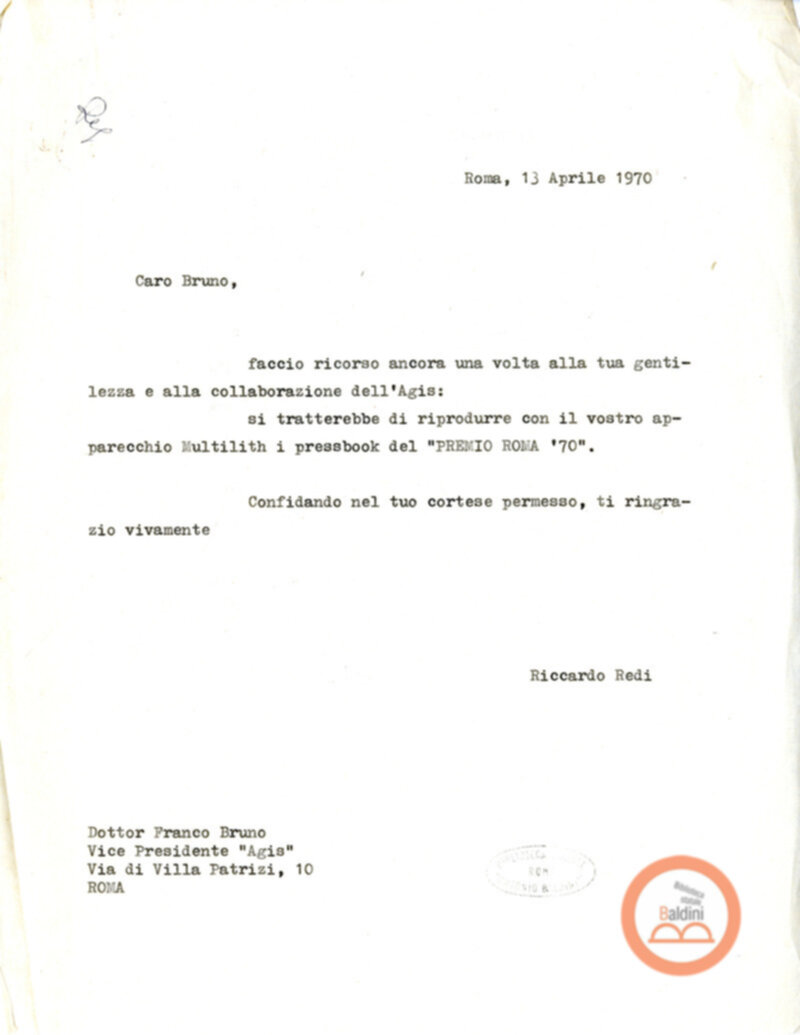 Roma, 13 Aprile 1970
Caro Bruno,
faccio ricorso ancora una volta alla tua genti-
lezza e alla collaborazione dell'Agis:
si tratterebbe di riprodurre con il vostro ap-
parecchio Multilith i pressbook del "PREMIO ROMA '70".
Confidando nel tuo cortese permesso, ti ringra-
zio vivamente
Riccardo Redi
Dottor Franco Bruno
Vice Presidente "Agis"
Via di Villa Patrizi, 10
ROMA
Biblioteca
statale
Baldini